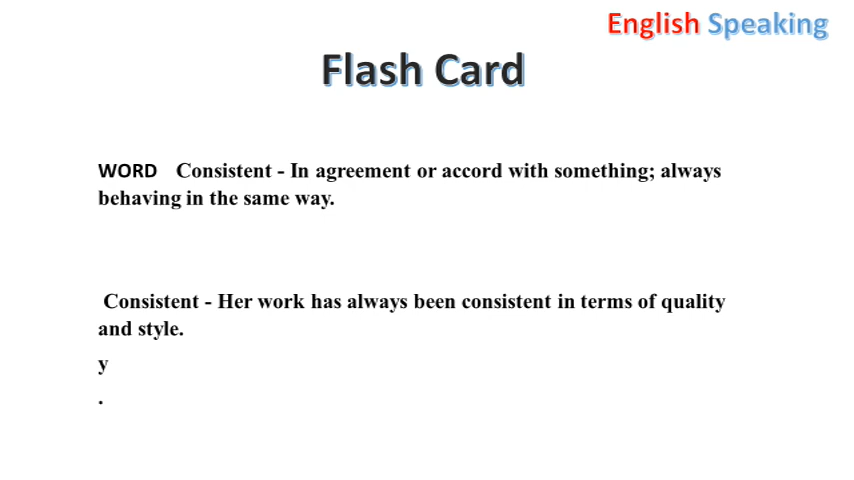 English Speaking
Flash Card
WORD Consistent - In agreement or accord with something; always
behaving in the same way.
Consistent - Her work has always been consistent in terms of quality
and style.
y
.